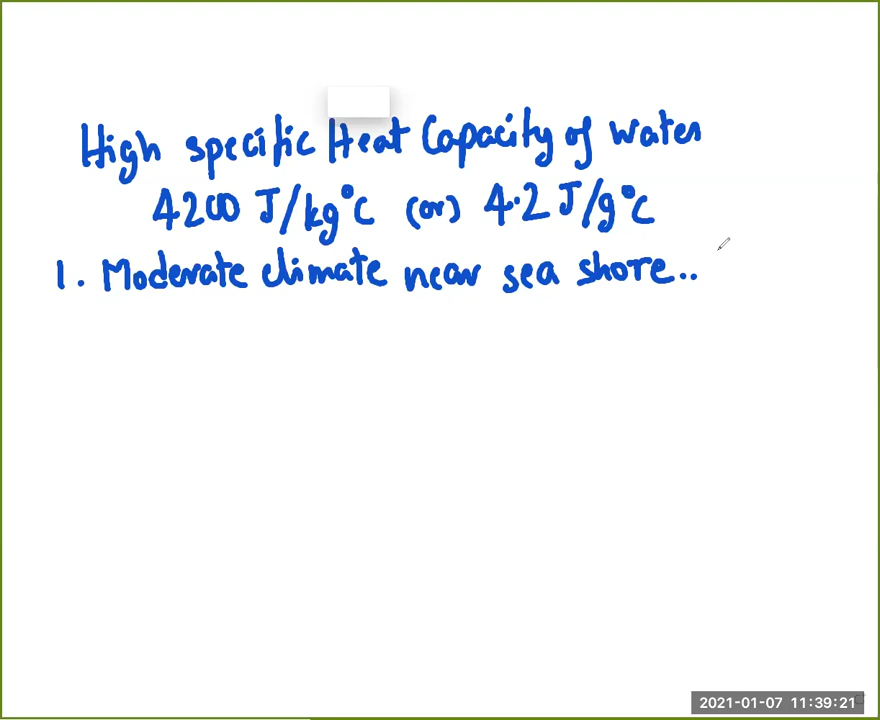 High specific Heat Capacity of water
4200 J/kg°C (or) 4.2 J/g°C
1. Moderate climate near sea shore..
2021-01-07 11:39:21